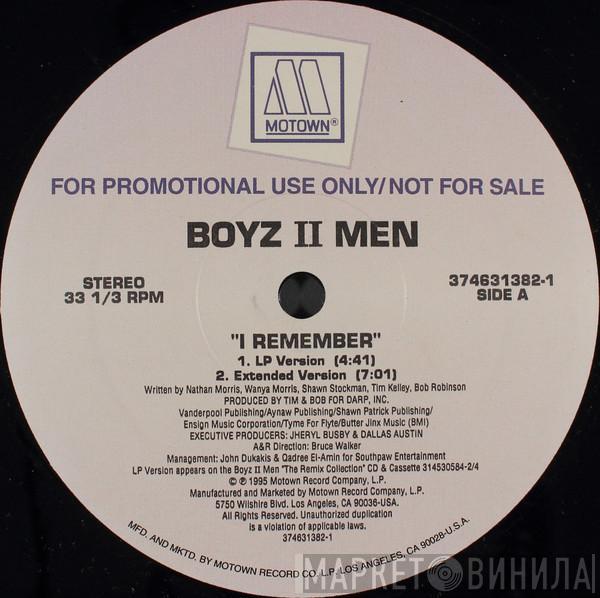 MOTOWN®
FOR PROMOTIONAL USE ONLY/NOT FOR SALE
BOYZ II MEN
STEREO
33 1/3 RPM
374631382-1
SIDE A
"I REMEMBER"
1. LP Version (4:41)
2. Extended Version (7:01)
Written by Nathan Morris, Wanya Morris, Shawn Stockman, Tim Kelley, Bob Robinson
PRODUCED BY TIM & BOB FOR DARP, INC.
Vanderpool Publishing/Aynaw Publishing/Shawn Patrick Publishing/
Ensign Music Corporation/Tyme For Flyte/Butter Jinx Music (BMI)
EXECUTIVE PRODUCERS: JHERYL BUSBY & DALLAS AUSTIN
A&R Direction: Bruce Walker
Management: John Dukakis & Qadree El-Amin for Southpaw Entertainment
LP Version appears on the Boyz II Men "The Remix Collection" CD & Cassette 314530584-2/4
© ℗ 1995 Motown Record Company, L.P.
Manufactured and Marketed by Motown Record Company, L.P.
5750 Wilshire Blvd. Los Angeles, CA 90036-USA.
All Rights Reserved. Unauthorized duplication
is a violation of applicable laws.
374631382-1
MFD. AND MKTD. BY MOTOWN RECORD CO. L.P. LOS ANGELES, CA 90028-U.S.A.
МАРКЕТ ВИНИЛА